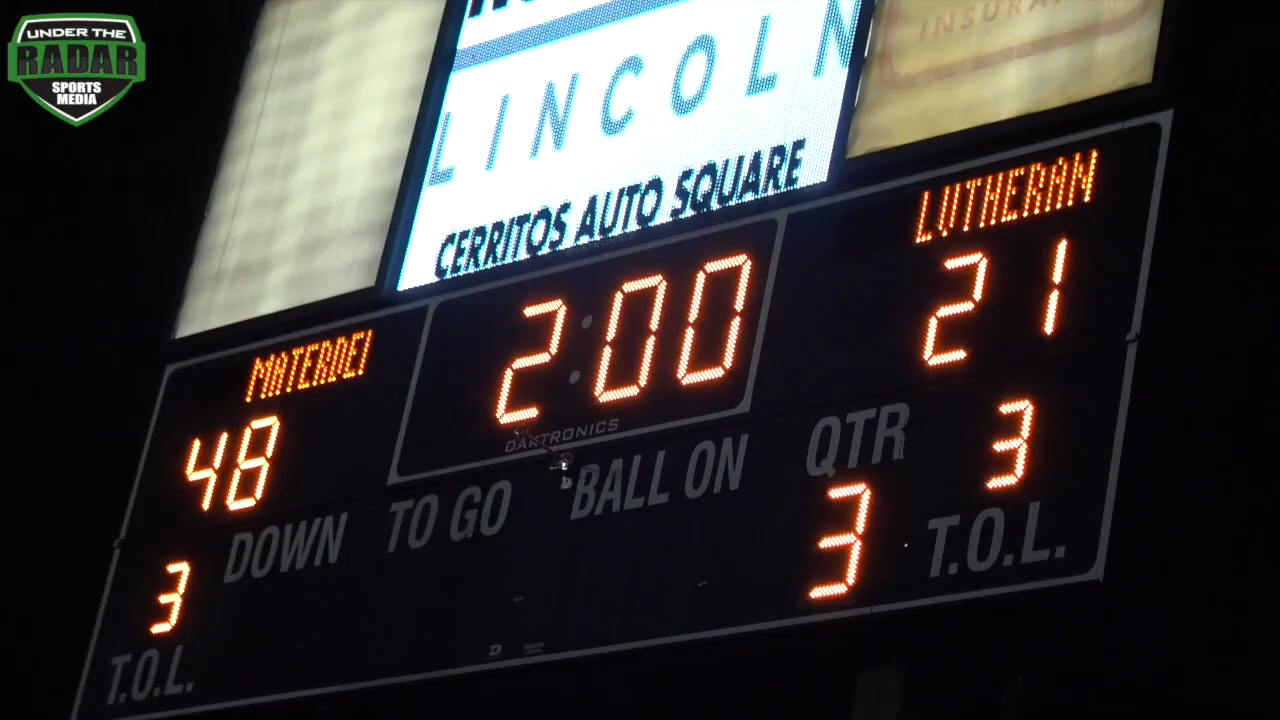 UNDER THE
RADAR
SPORTS
MEDIA
LINCOLN
CERRITOS AUTO SQUARE
INSURA
LUTHERAN
MATERDEI
2:00
21
48
DAKTRONICS
DOWN
TO GO
BALL ON
QTR
3
3
3
T.O.L.
T.O.L.